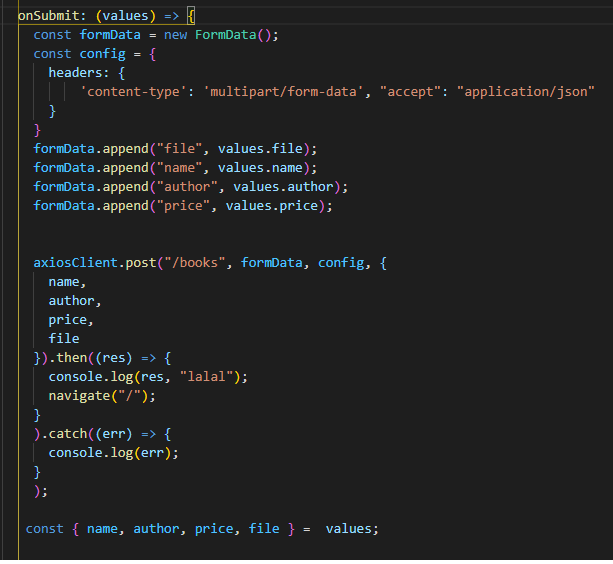 onSubmit: (values) => {
const formData = new FormData();
const config = {
headers: {
'content-type': 'multipart/form-data', "accept": "application/json"
}
}
formData.append("file", values.file);
formData.append("name", values.name);
formData.append("author", values.author);
formData.append("price", values.price);
axiosClient.post("/books", formData, config, {
name,
author,
price,
file
}).then((res) => {
console.log(res, "lalal");
navigate("/");
}
).catch((err) => {
console.log(err);
}
);
const { name, author, price, file } = values;